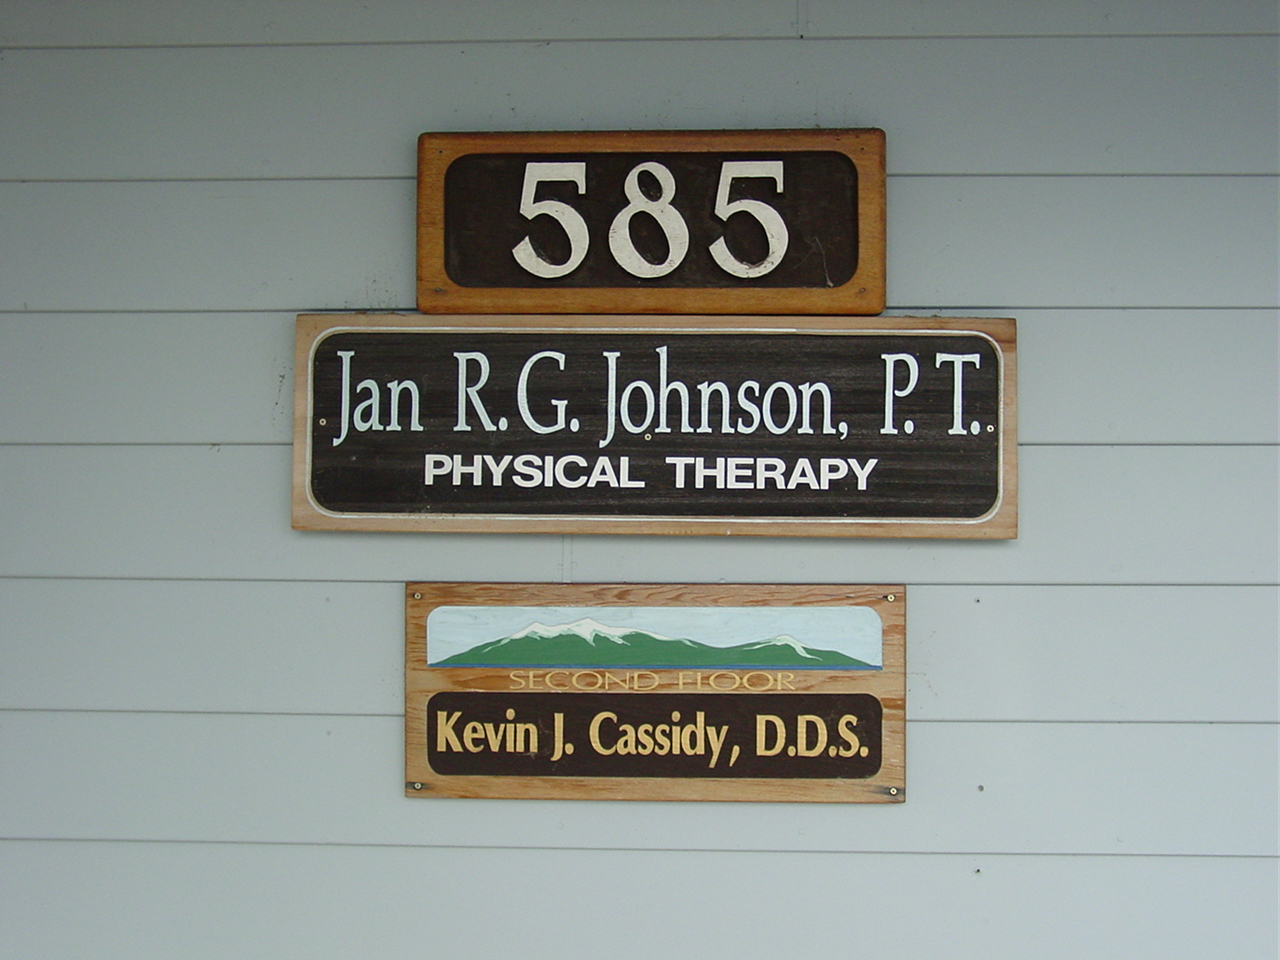 585
Jan R.G. Johnson, P.T.
PHYSICAL THERAPY
SECOND FLOOR
Kevin J. Cassidy, D.D.S.